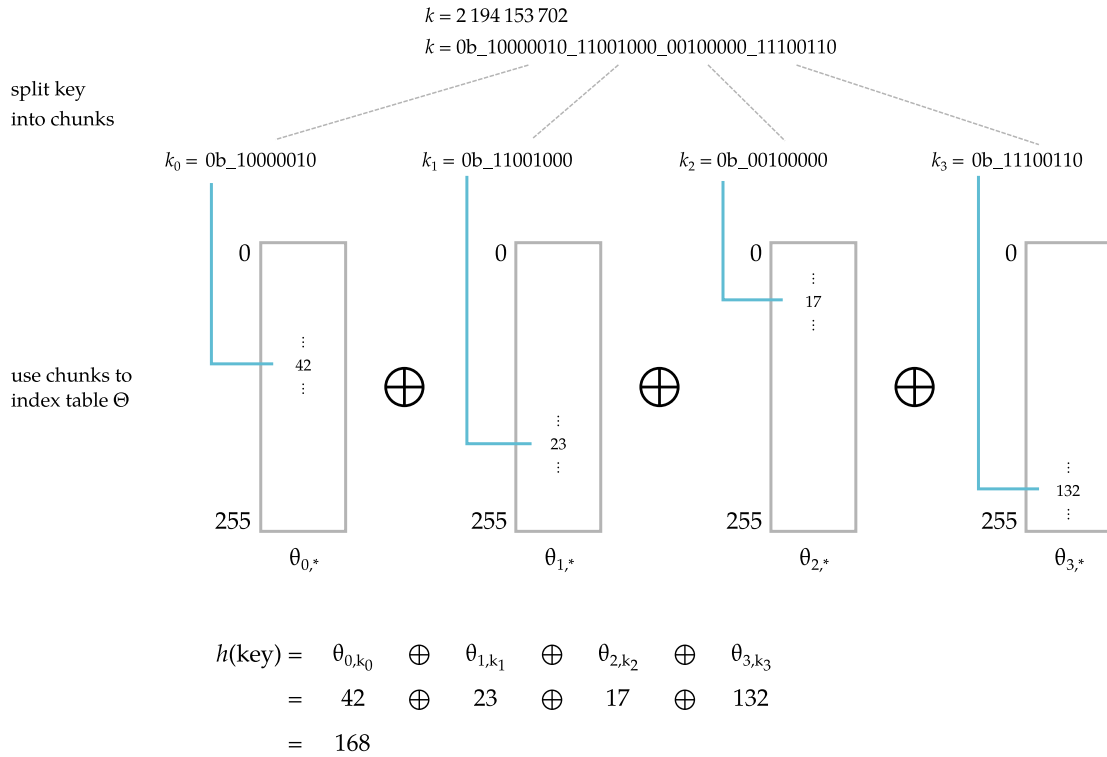 k = 2 194 153 702
k = 0b_10000010_11001000_00100000_11100110
split key
into chunks
k0 = 0b_10000010
k1 = 0b_11001000
k2 = 0b_00100000
k3 = 0b_11100110
0
0
0
0
⋮
17
⋮
⋮
42
⋮
use chunks to
index table Θ
⊕
⊕
⊕
⋮
23
⋮
⋮
132
⋮
255
255
255
255
θ0,*
θ1,*
θ2,*
θ3,*
h(key) = θ0,k0 ⊕ θ1,k1 ⊕ θ2,k2 ⊕ θ3,k3
= 42 ⊕ 23 ⊕ 17 ⊕ 132
= 168